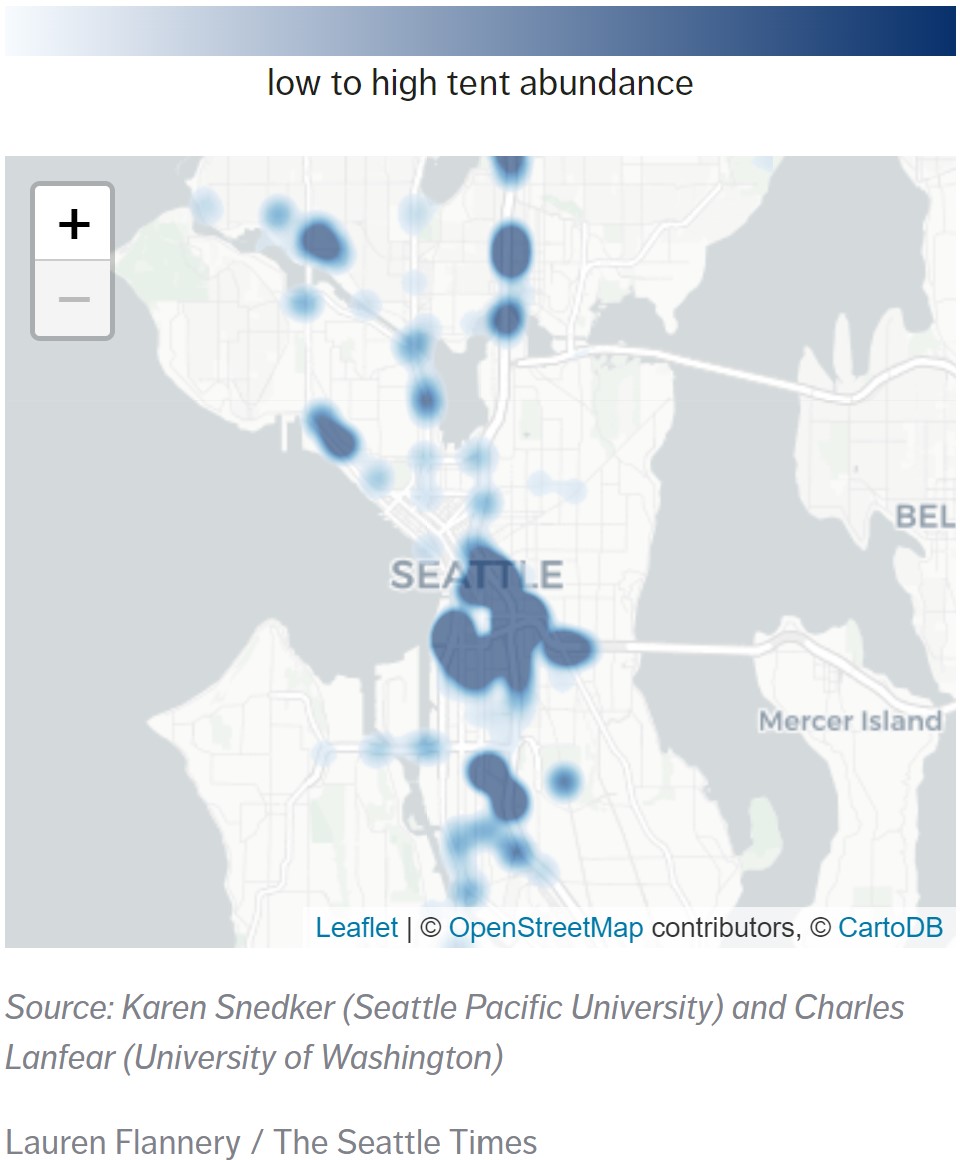 low to high tent abundance
+
−
SEATTLE
BEL
Mercer Island
Leaflet | © OpenStreetMap contributors, © CartoDB
Source: Karen Snedker (Seattle Pacific University) and Charles
Lanfear (University of Washington)
Lauren Flannery / The Seattle Times